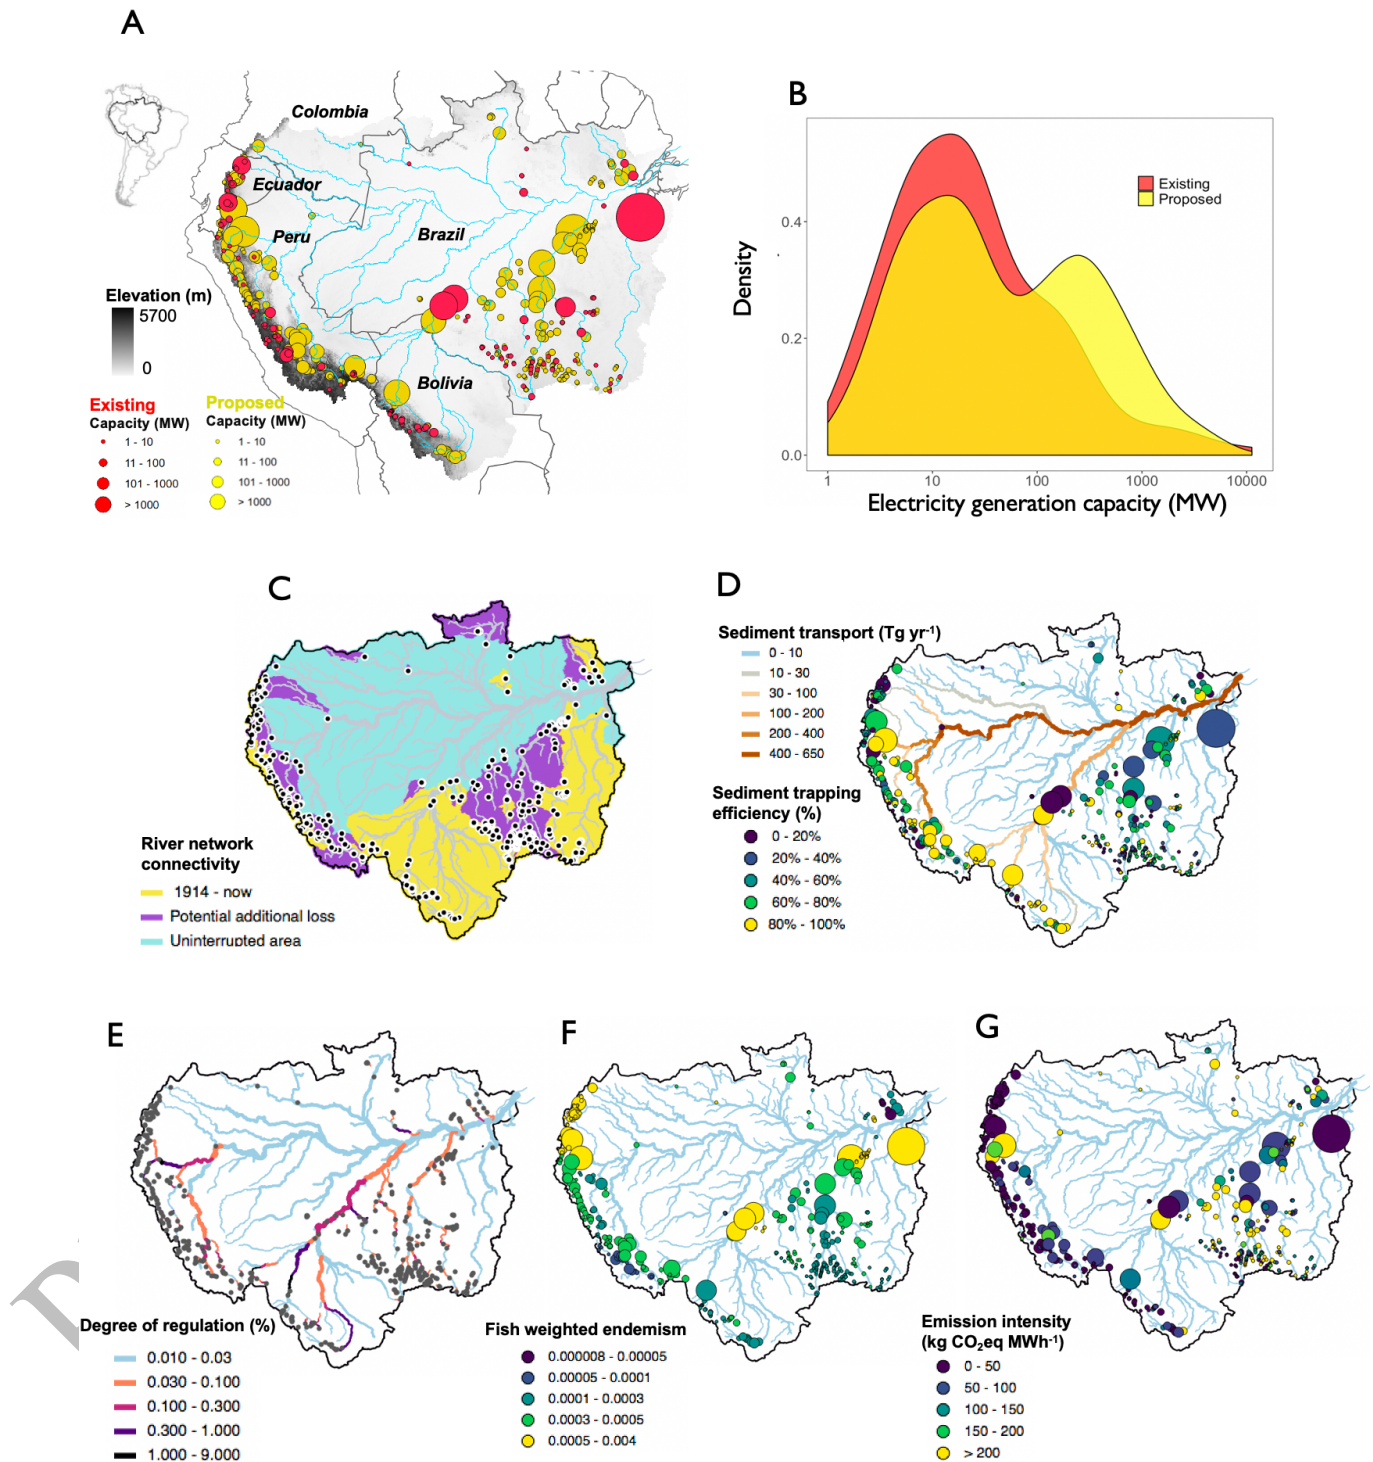 A
Colombia
Ecuador
Peru
Brazil
Bolivia
Elevation (m)
5700
0
Existing
Capacity (MW)
1 - 10
11 - 100
101 - 1000
> 1000
Proposed
Capacity (MW)
1 - 10
11 - 100
101 - 1000
> 1000
B
Density
0.4
0.2
0.0
Existing
Proposed
1
10
100
1000
10000
Electricity generation capacity (MW)
C
River network
connectivity
1914 - now
Potential additional loss
Uninterrupted area
D
Sediment transport (Tg yr-1)
0 - 10
10 - 30
30 - 100
100 - 200
200 - 400
400 - 650
Sediment trapping
efficiency (%)
0 - 20%
20% - 40%
40% - 60%
60% - 80%
80% - 100%
E
Degree of regulation (%)
0.010 - 0.03
0.030 - 0.100
0.100 - 0.300
0.300 - 1.000
1.000 - 9.000
F
Fish weighted endemism
0.000008 - 0.00005
0.00005 - 0.0001
0.0001 - 0.0003
0.0003 - 0.0005
0.0005 - 0.004
G
Emission intensity
(kg CO2eq MWh-1)
0 - 50
50 - 100
100 - 150
150 - 200
> 200